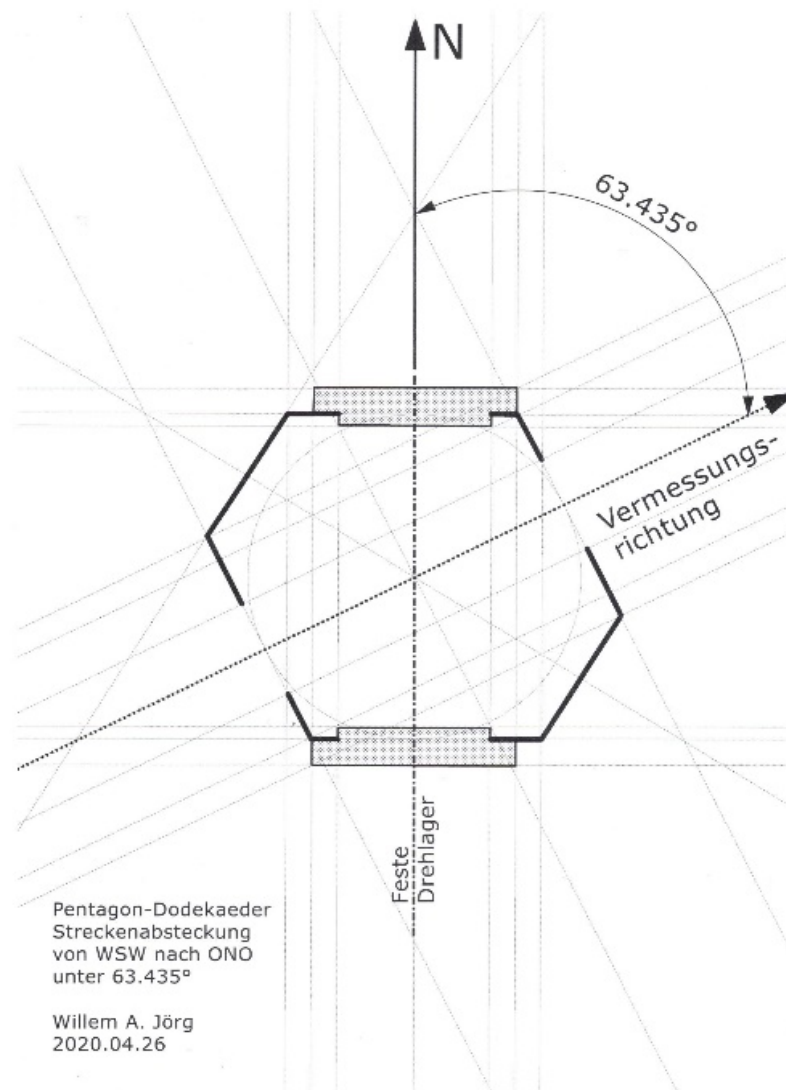 N
63.435°
Vermessungs-
richtung
Feste
Drehlager
Pentagon-Dodekaeder
Streckenabsteckung
von WSW nach ONO
unter 63.435°
Willem A. Jörg
2020.04.26